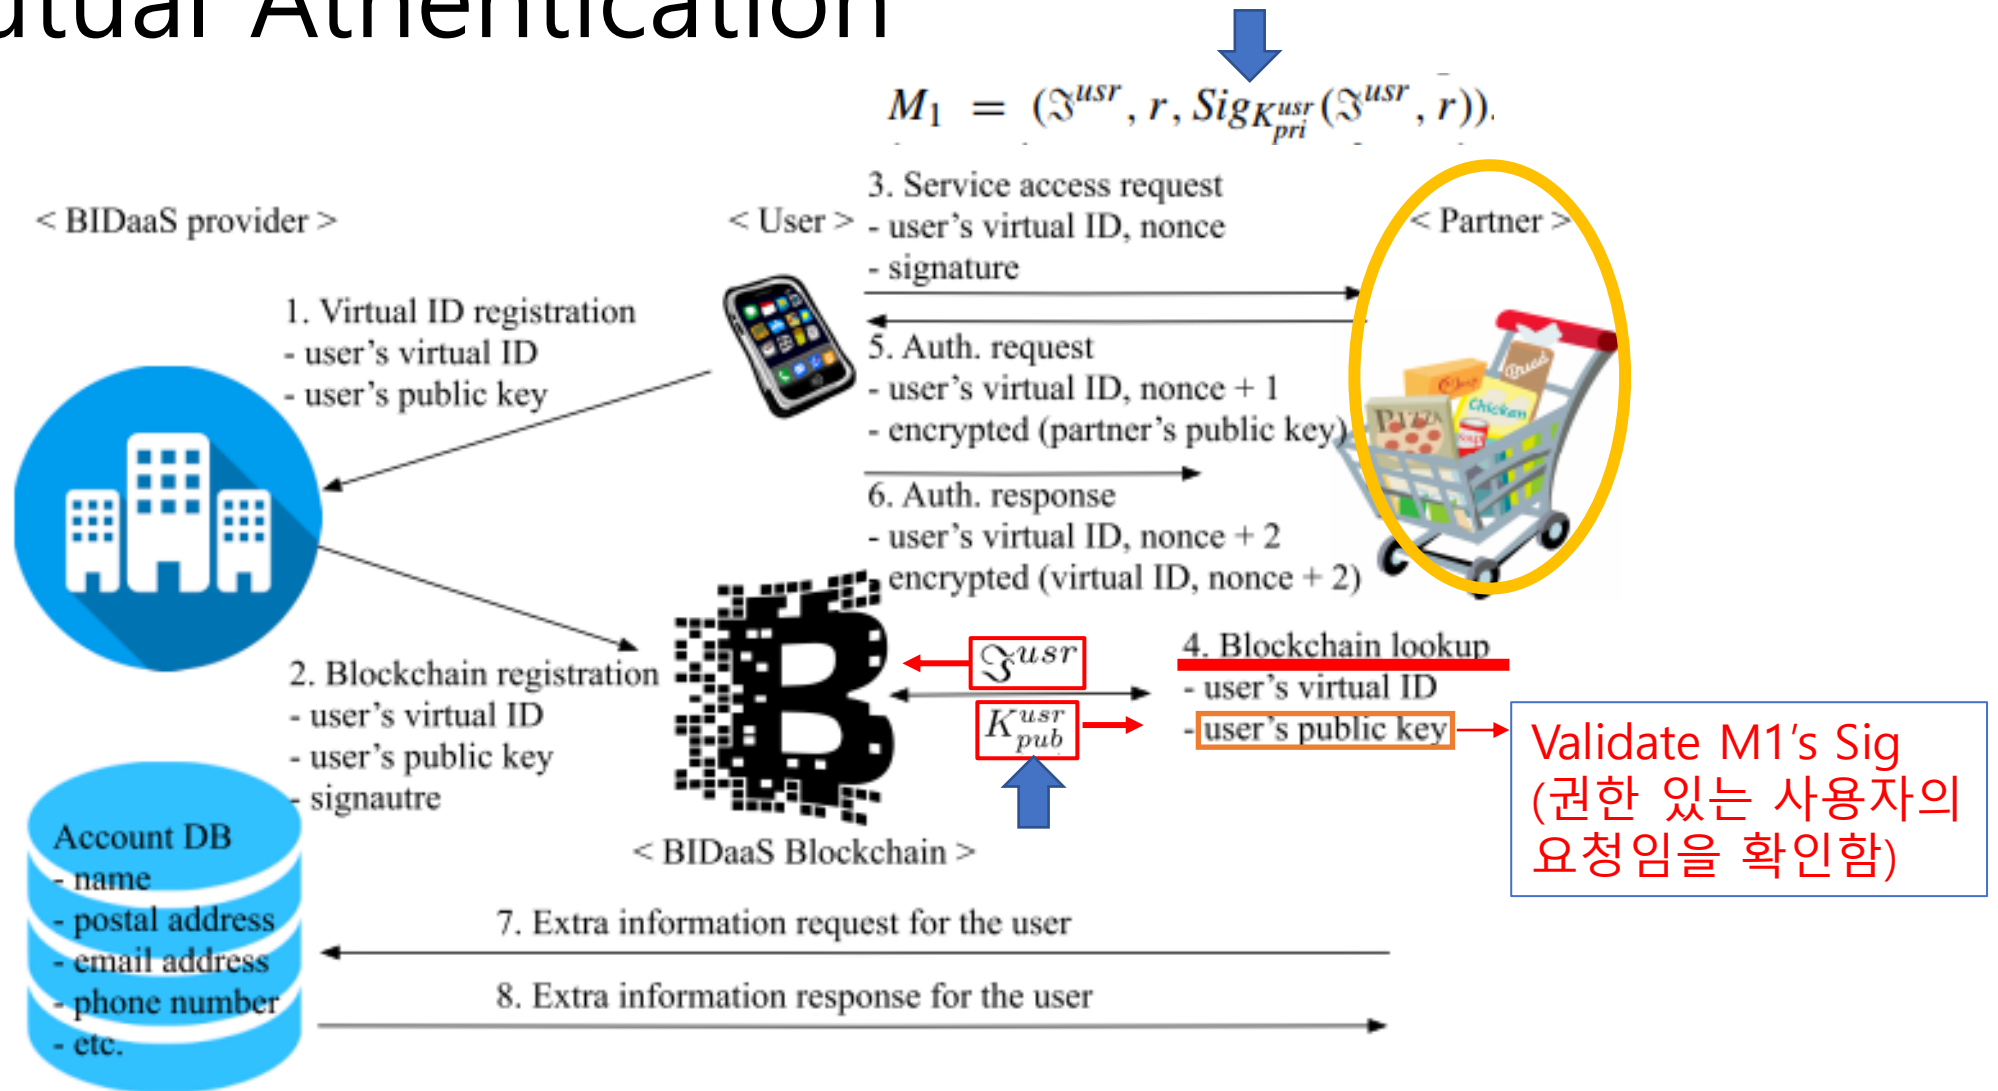 utual Athentication
M₁ = (ℑ^usr, r, Sig_{K^usr_pri}(ℑ^usr, r)).
< BIDaaS provider >
< User >
3. Service access request
- user's virtual ID, nonce
- signature
< Partner >
1. Virtual ID registration
- user's virtual ID
- user's public key
5. Auth. request
- user's virtual ID, nonce + 1
- encrypted (partner's public key)
6. Auth. response
- user's virtual ID, nonce + 2
- encrypted (virtual ID, nonce + 2)
PIZZA
Chicken
Soup
Bread
2. Blockchain registration
- user's virtual ID
- user's public key
- signautre
ℑ^usr
K^usr_pub
4. Blockchain lookup
- user's virtual ID
- user's public key
Validate M1's Sig
(권한 있는 사용자의
요청임을 확인함)
B
< BIDaaS Blockchain >
Account DB
- name
- postal address
- email address
- phone number
- etc.
7. Extra information request for the user
8. Extra information response for the user